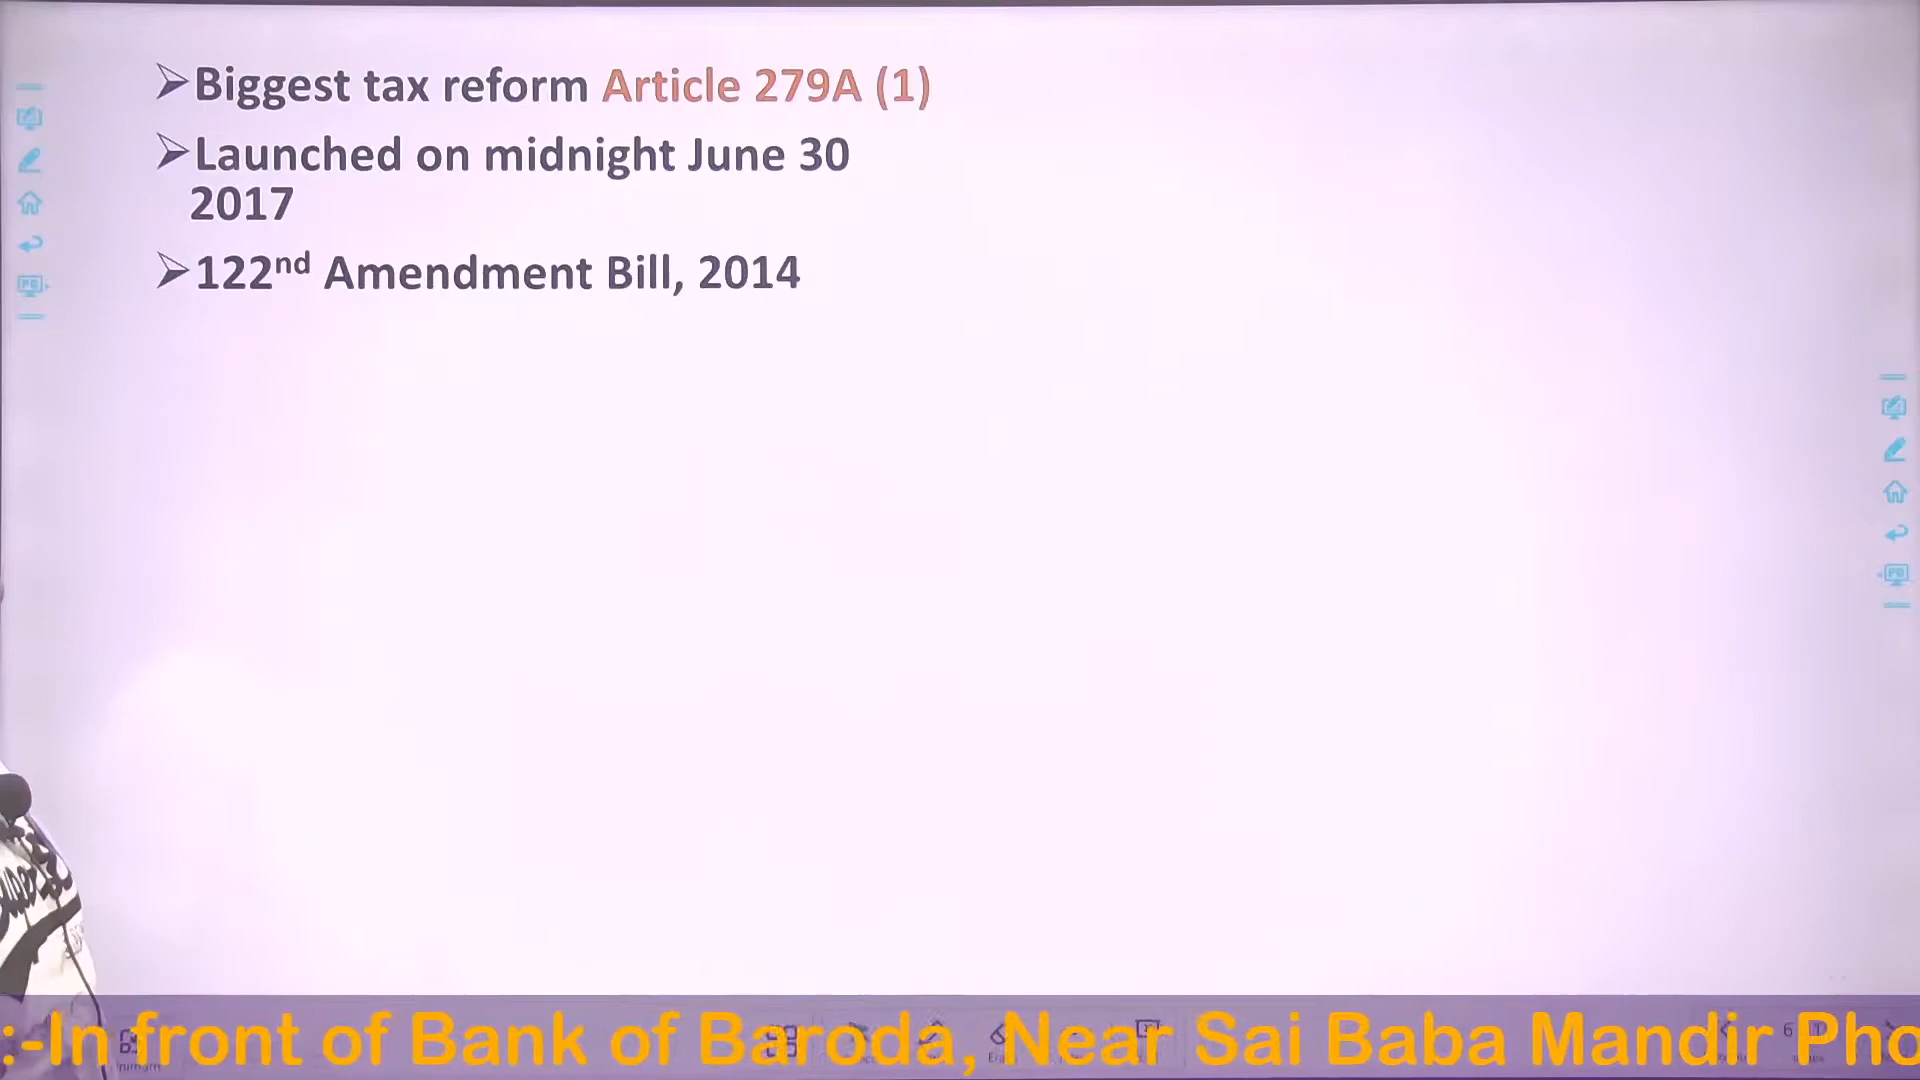 ➢Biggest tax reform Article 279A (1)
➢Launched on midnight June 30
2017
➢122nd Amendment Bill, 2014
:-In front of Bank of Baroda, Near Sai Baba Mandir Pho